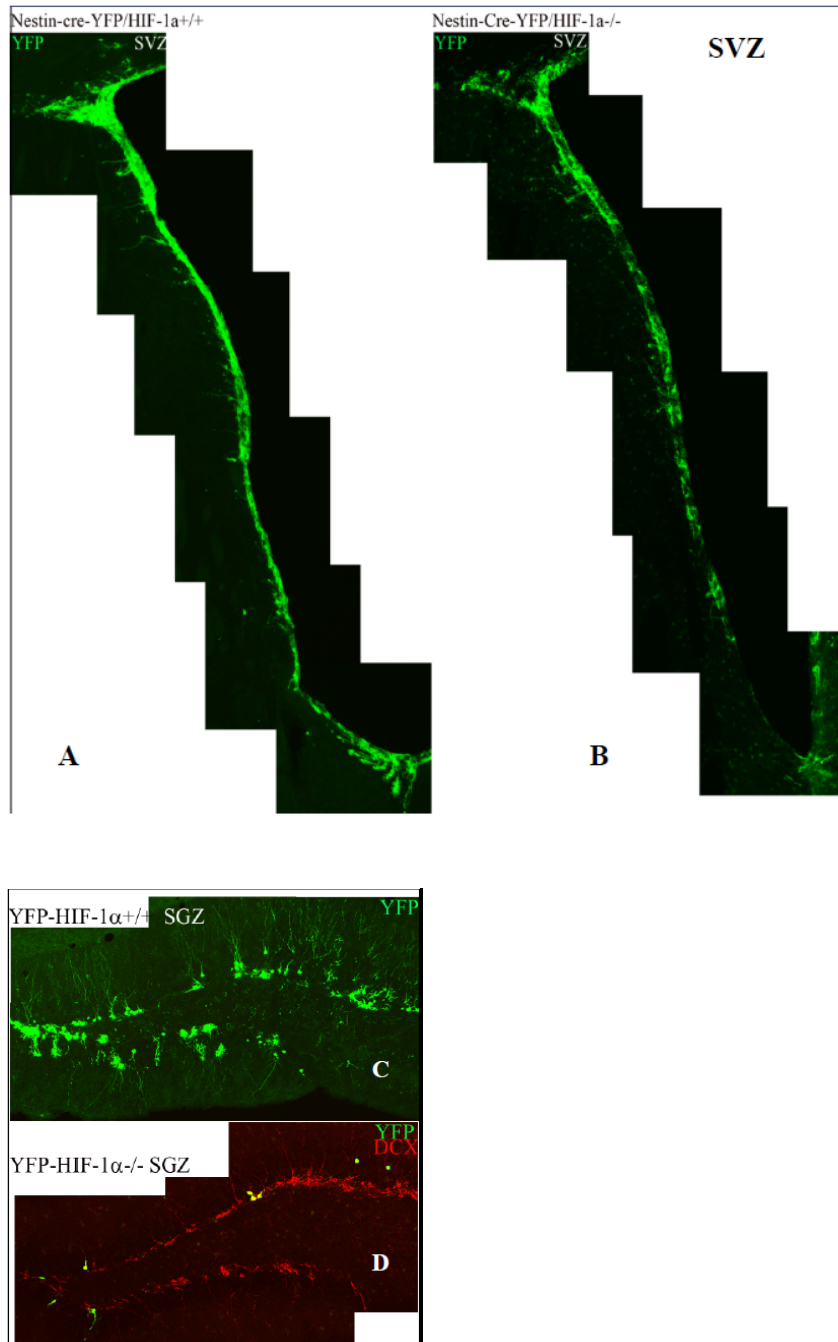 Nestin-cre-YFP/HIF-1a+/+
YFP SVZ
A
Nestin-Cre-YFP/HIF-1a-/-
YFP SVZ
SVZ
B
YFP-HIF-1α+/+ SGZ YFP
C
YFP
DCX
YFP-HIF-1α-/- SGZ
D